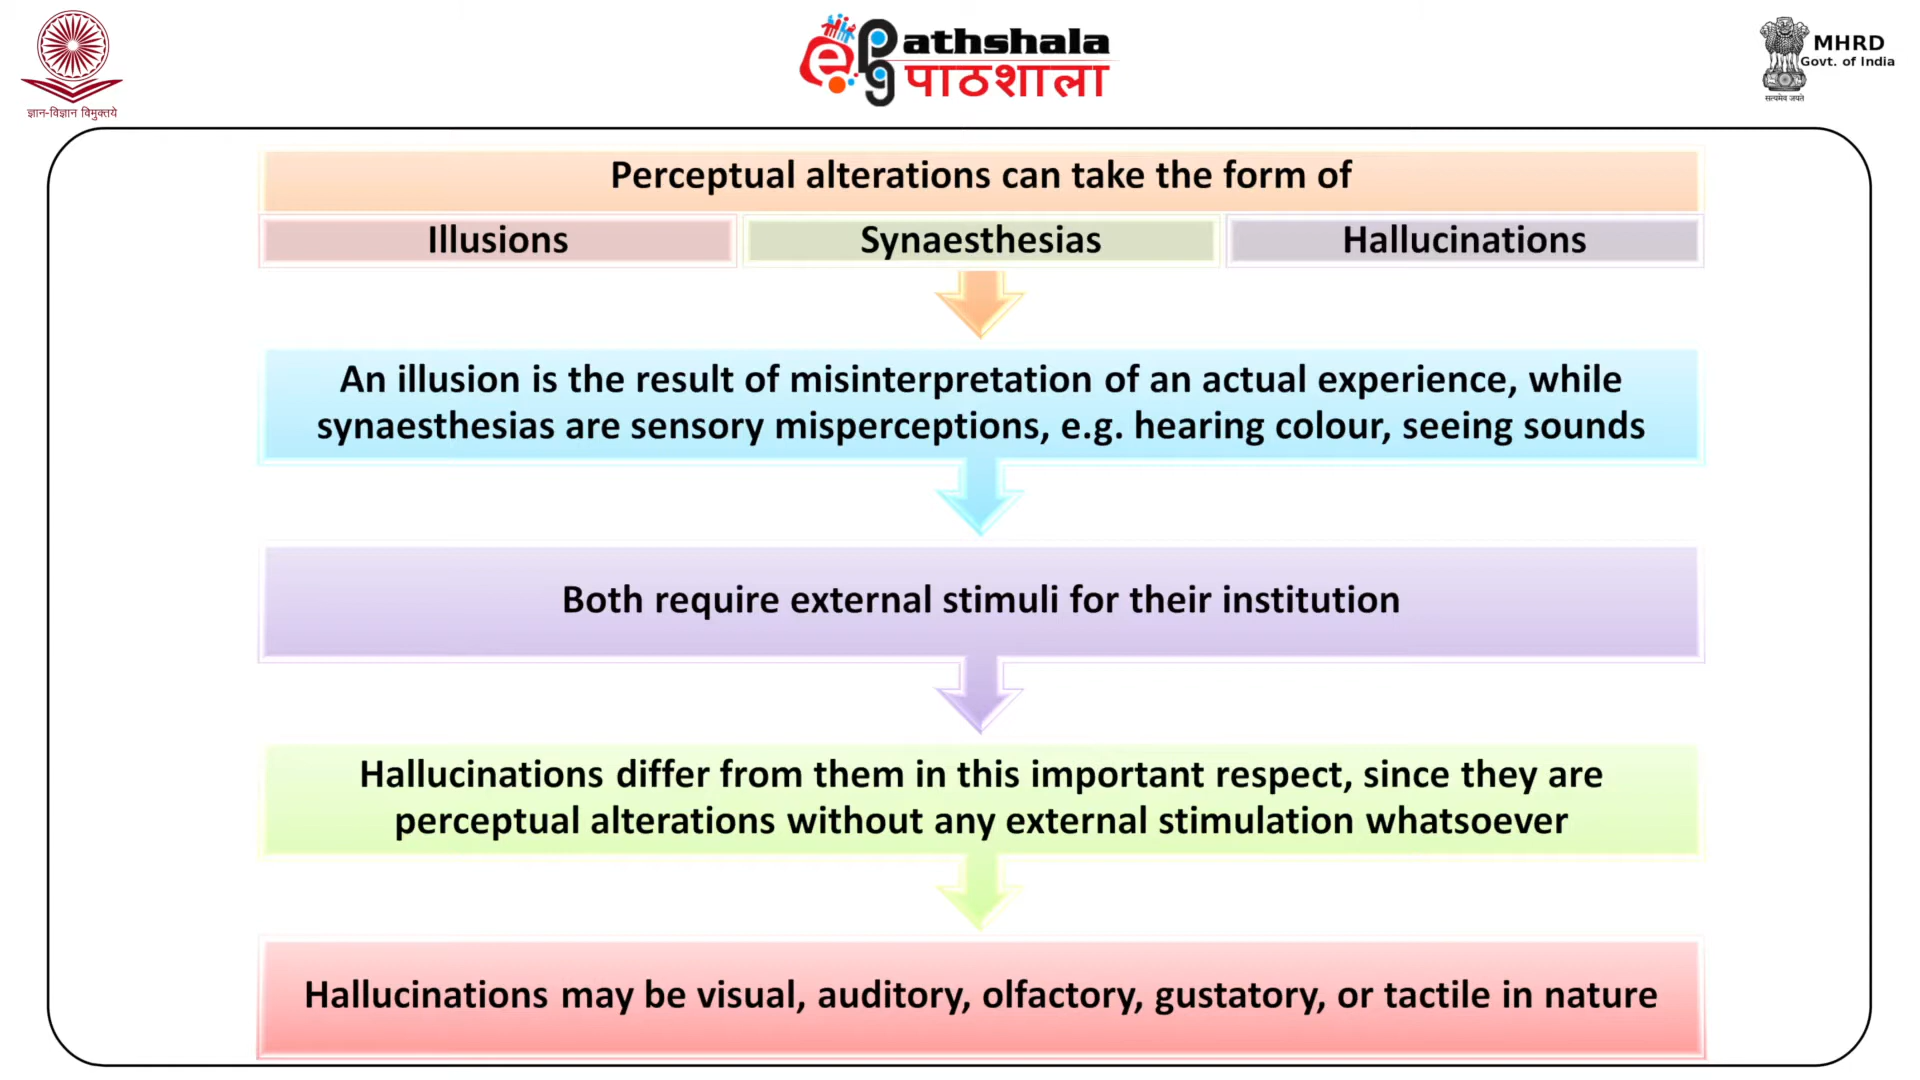 ज्ञान-विज्ञान विमुक्तये
e pg athshala
पाठशाला
MHRD
Govt. of India
सत्यमेव जयते
Perceptual alterations can take the form of
Illusions
Synaesthesias
Hallucinations
An illusion is the result of misinterpretation of an actual experience, while
synaesthesias are sensory misperceptions, e.g. hearing colour, seeing sounds
Both require external stimuli for their institution
Hallucinations differ from them in this important respect, since they are
perceptual alterations without any external stimulation whatsoever
Hallucinations may be visual, auditory, olfactory, gustatory, or tactile in nature